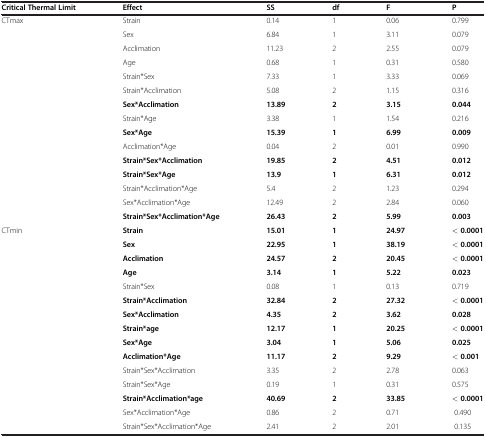 Critical Thermal Limit Effect SS df F P
CTmax Strain 0.14 1 0.06 0.799
Sex 6.84 1 3.11 0.079
Acclimation 11.23 2 2.55 0.079
Age 0.68 1 0.31 0.580
Strain*Sex 7.33 1 3.33 0.069
Strain*Acclimation 5.08 2 1.15 0.316
Sex*Acclimation 13.89 2 3.15 0.044
Strain*Age 3.38 1 1.54 0.216
Sex*Age 15.39 1 6.99 0.009
Acclimation*Age 0.04 2 0.01 0.990
Strain*Sex*Acclimation 19.85 2 4.51 0.012
Strain*Sex*Age 13.9 1 6.31 0.012
Strain*Acclimation*Age 5.4 2 1.23 0.294
Sex*Acclimation*Age 12.49 2 2.84 0.060
Strain*Sex*Acclimation*Age 26.43 2 5.99 0.003
CTmin Strain 15.01 1 24.97 < 0.0001
Sex 22.95 1 38.19 < 0.0001
Acclimation 24.57 2 20.45 < 0.0001
Age 3.14 1 5.22 0.023
Strain*Sex 0.08 1 0.13 0.719
Strain*Acclimation 32.84 2 27.32 < 0.0001
Sex*Acclimation 4.35 2 3.62 0.028
Strain*age 12.17 1 20.25 < 0.0001
Sex*Age 3.04 1 5.06 0.025
Acclimation*Age 11.17 2 9.29 < 0.001
Strain*Sex*Acclimation 3.35 2 2.78 0.063
Strain*Sex*Age 0.19 1 0.31 0.575
Strain*Acclimation*age 40.69 2 33.85 < 0.0001
Sex*Acclimation*Age 0.86 2 0.71 0.490
Strain*Sex*Acclimation*Age 2.41 2 2.01 0.135